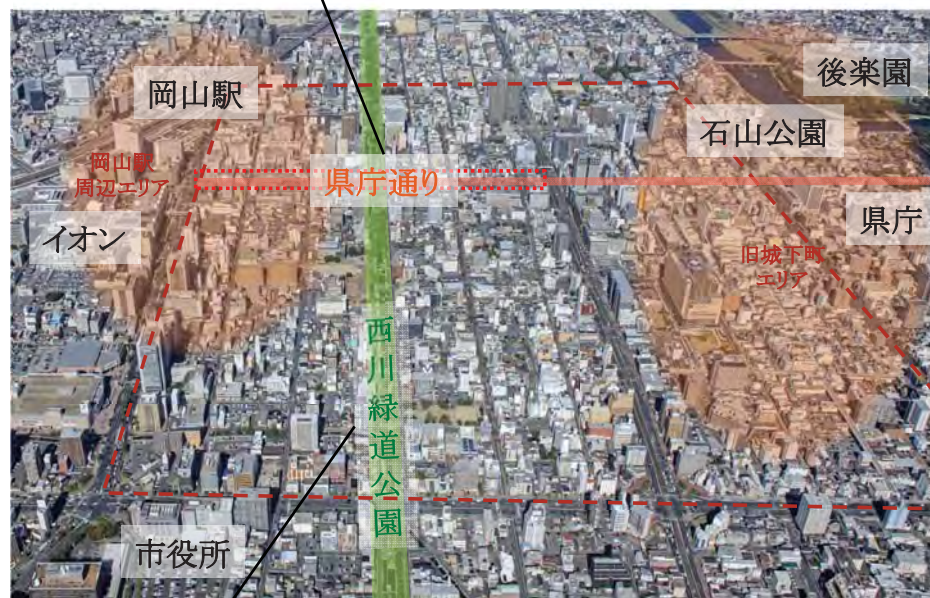 後楽園
岡山駅
石山公園
岡山駅
周辺エリア
県庁通り
県庁
イオン
旧城下町
エリア
西川緑道公園
市役所